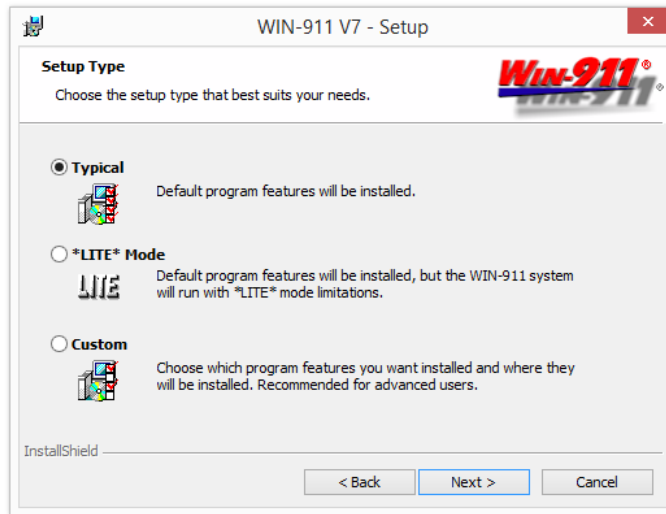 WIN-911 V7 - Setup
Setup Type
Choose the setup type that best suits your needs.
WIN-911 ®
WIN-911 ®
Typical
Default program features will be installed.
*LITE* Mode
LITE
Default program features will be installed, but the WIN-911 system
will run with *LITE* mode limitations.
Custom
Choose which program features you want installed and where they
will be installed. Recommended for advanced users.
InstallShield
< Back
Next >
Cancel